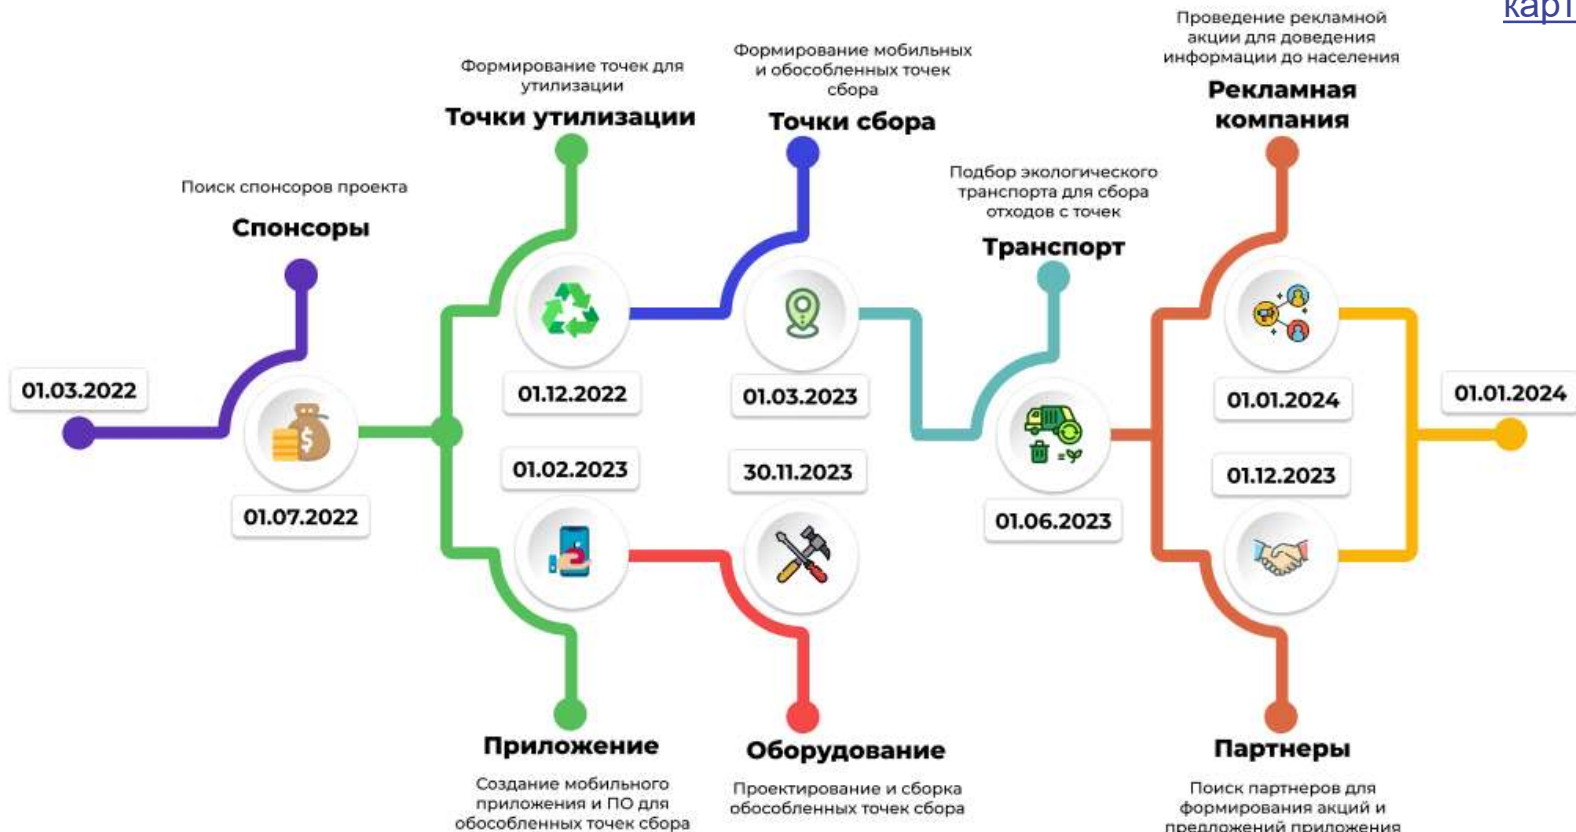 карт
Проведение рекламной
акции для доведения
информации до населения
Рекламная
компания
Формирование мобильных
и обособленных точек
сбора
Точки сбора
Формирование точек для
утилизации
Точки утилизации
Подбор экологического
транспорта для сбора
отходов с точек
Транспорт
Поиск спонсоров проекта
Спонсоры
01.03.2022
01.12.2022
01.03.2023
01.01.2024
01.01.2024
01.02.2023
30.11.2023
01.12.2023
01.07.2022
01.06.2023
$
Приложение
Создание мобильного
приложения и ПО для
обособленных точек сбора
Оборудование
Проектирование и сборка
обособленных точек сбора
Партнеры
Поиск партнеров для
формирования акций и
предложений приложения